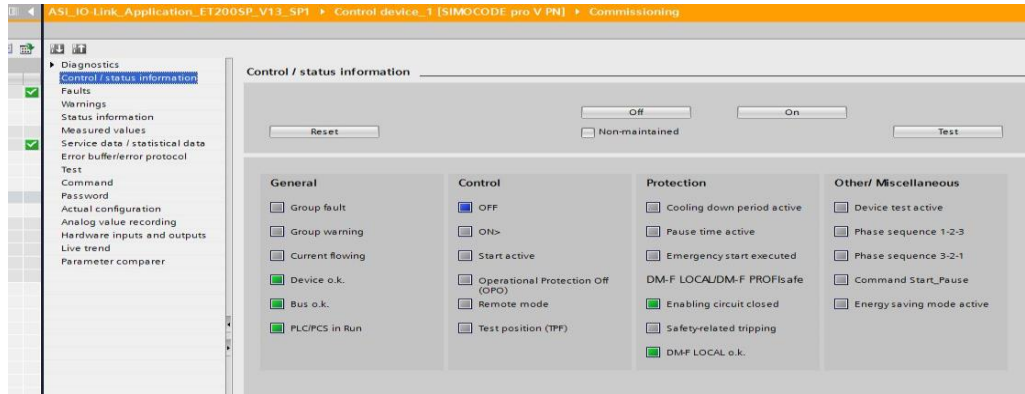 ASi_IO-Link_Application_ET200SP_V13_SP1 ▸ Control device_1 [SIMOCODE pro V PN] ▸ Commissioning
Diagnostics
Control / status information
Faults
Warnings
Status information
Measured values
Service data / statistical data
Error buffer/error protocol
Test
Command
Password
Actual configuration
Analog value recording
Hardware inputs and outputs
Live trend
Parameter comparer
Control / status information
Off
On
Reset
Non-maintained
Test
General
Group fault
Group warning
Current flowing
Device o.k.
Bus o.k.
PLC/PCS in Run
Control
OFF
ON>
Start active
Operational Protection Off
(OPO)
Remote mode
Test position (TPF)
Protection
Cooling down period active
Pause time active
Emergency start executed
DM-F LOCAL/DM-F PROFIsafe
Enabling circuit closed
Safety-related tripping
DM-F LOCAL o.k.
Other/ Miscellaneous
Device test active
Phase sequence 1-2-3
Phase sequence 3-2-1
Command Start_Pause
Energy saving mode active